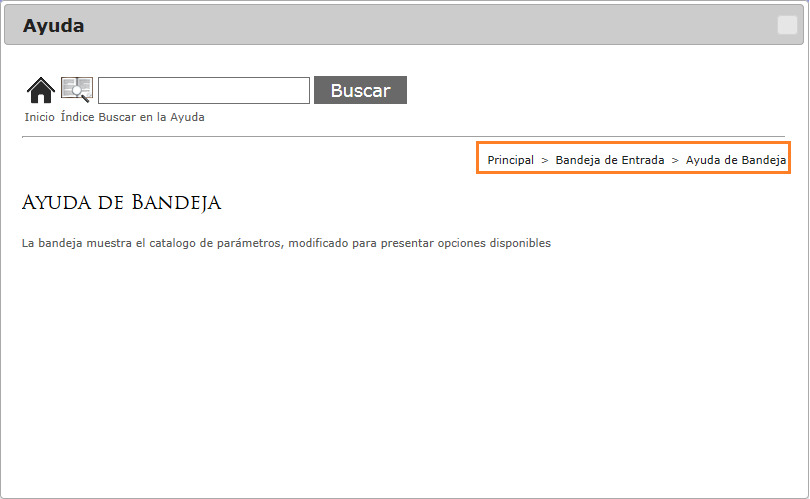 Ayuda
Buscar
Inicio Índice Buscar en la Ayuda
Principal > Bandeja de Entrada > Ayuda de Bandeja
Ayuda de Bandeja
La bandeja muestra el catalogo de parámetros, modificado para presentar opciones disponibles